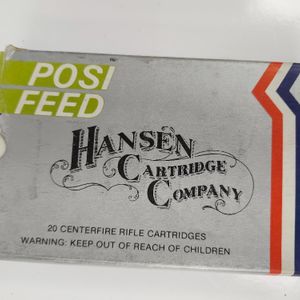 POSI
FEED
HANSEN
CARTRIDGE
COMPANY
20 CENTERFIRE RIFLE CARTRIDGES
WARNING: KEEP OUT OF REACH OF CHILDREN